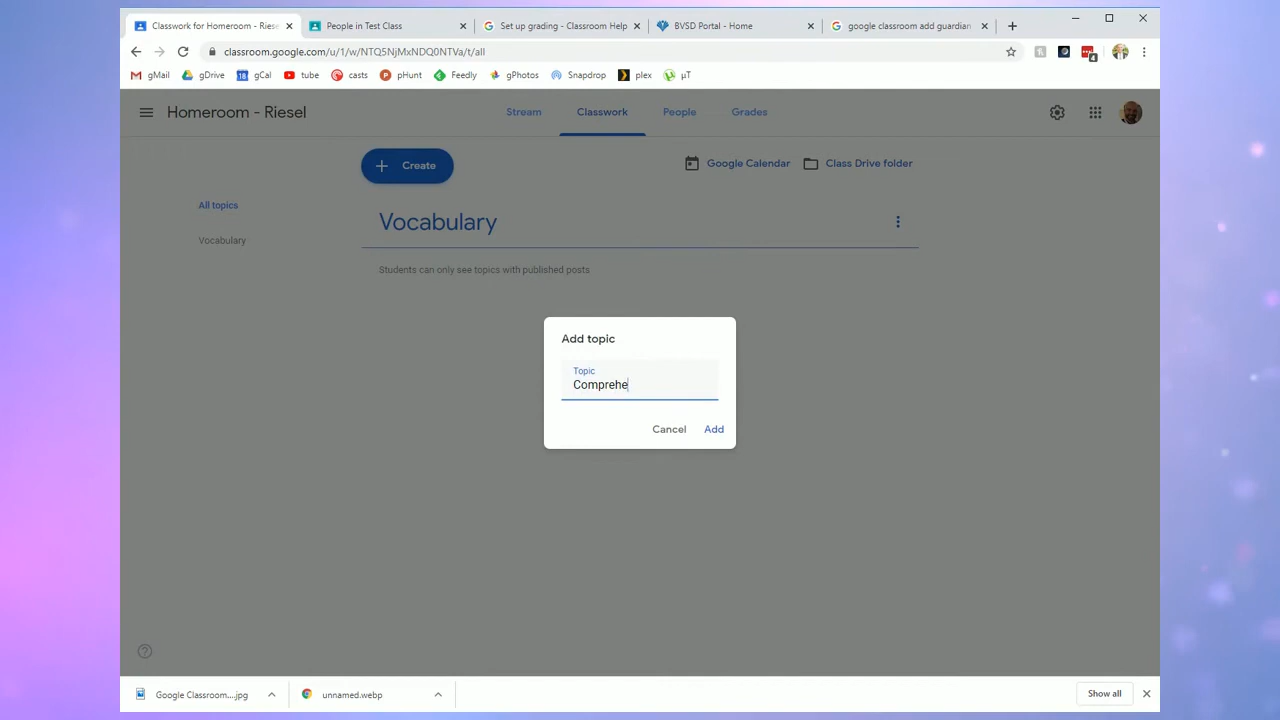 Classwork for Homeroom - Riese
People in Test Class
Set up grading - Classroom Help
BVSD Portal - Home
google classroom add guardian
classroom.google.com/u/1/w/NTQ5NjMxNDQ0NTVa/t/all
4
gMail
gDrive
gCal
tube
casts
pHunt
Feedly
gPhotos
Snapdrop
plex
µT
Homeroom - Riesel
Stream
Classwork
People
Grades
Create
Google Calendar
Class Drive folder
All topics
Vocabulary
Vocabulary
Students can only see topics with published posts
Add topic
Topic
Comprehe
Cancel
Add
Google Classroom....jpg
unnamed.webp
Show all